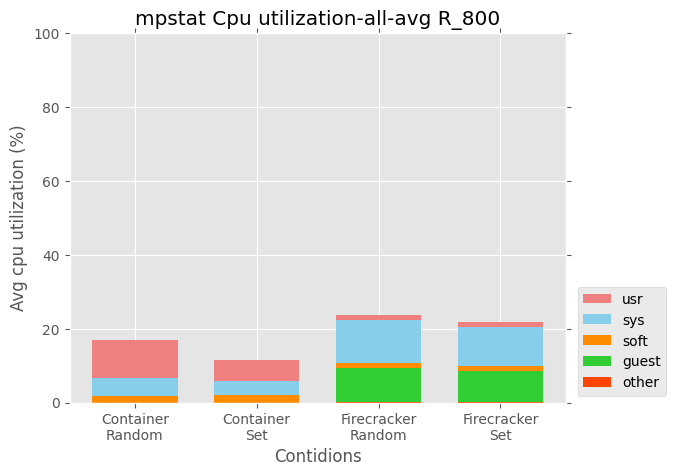 mpstat Cpu utilization-all-avg R_800
Avg cpu utilization (%)
100
80
60
40
20
0
Container
Random
Container
Set
Firecracker
Random
Firecracker
Set
Contidions
usr
sys
soft
guest
other